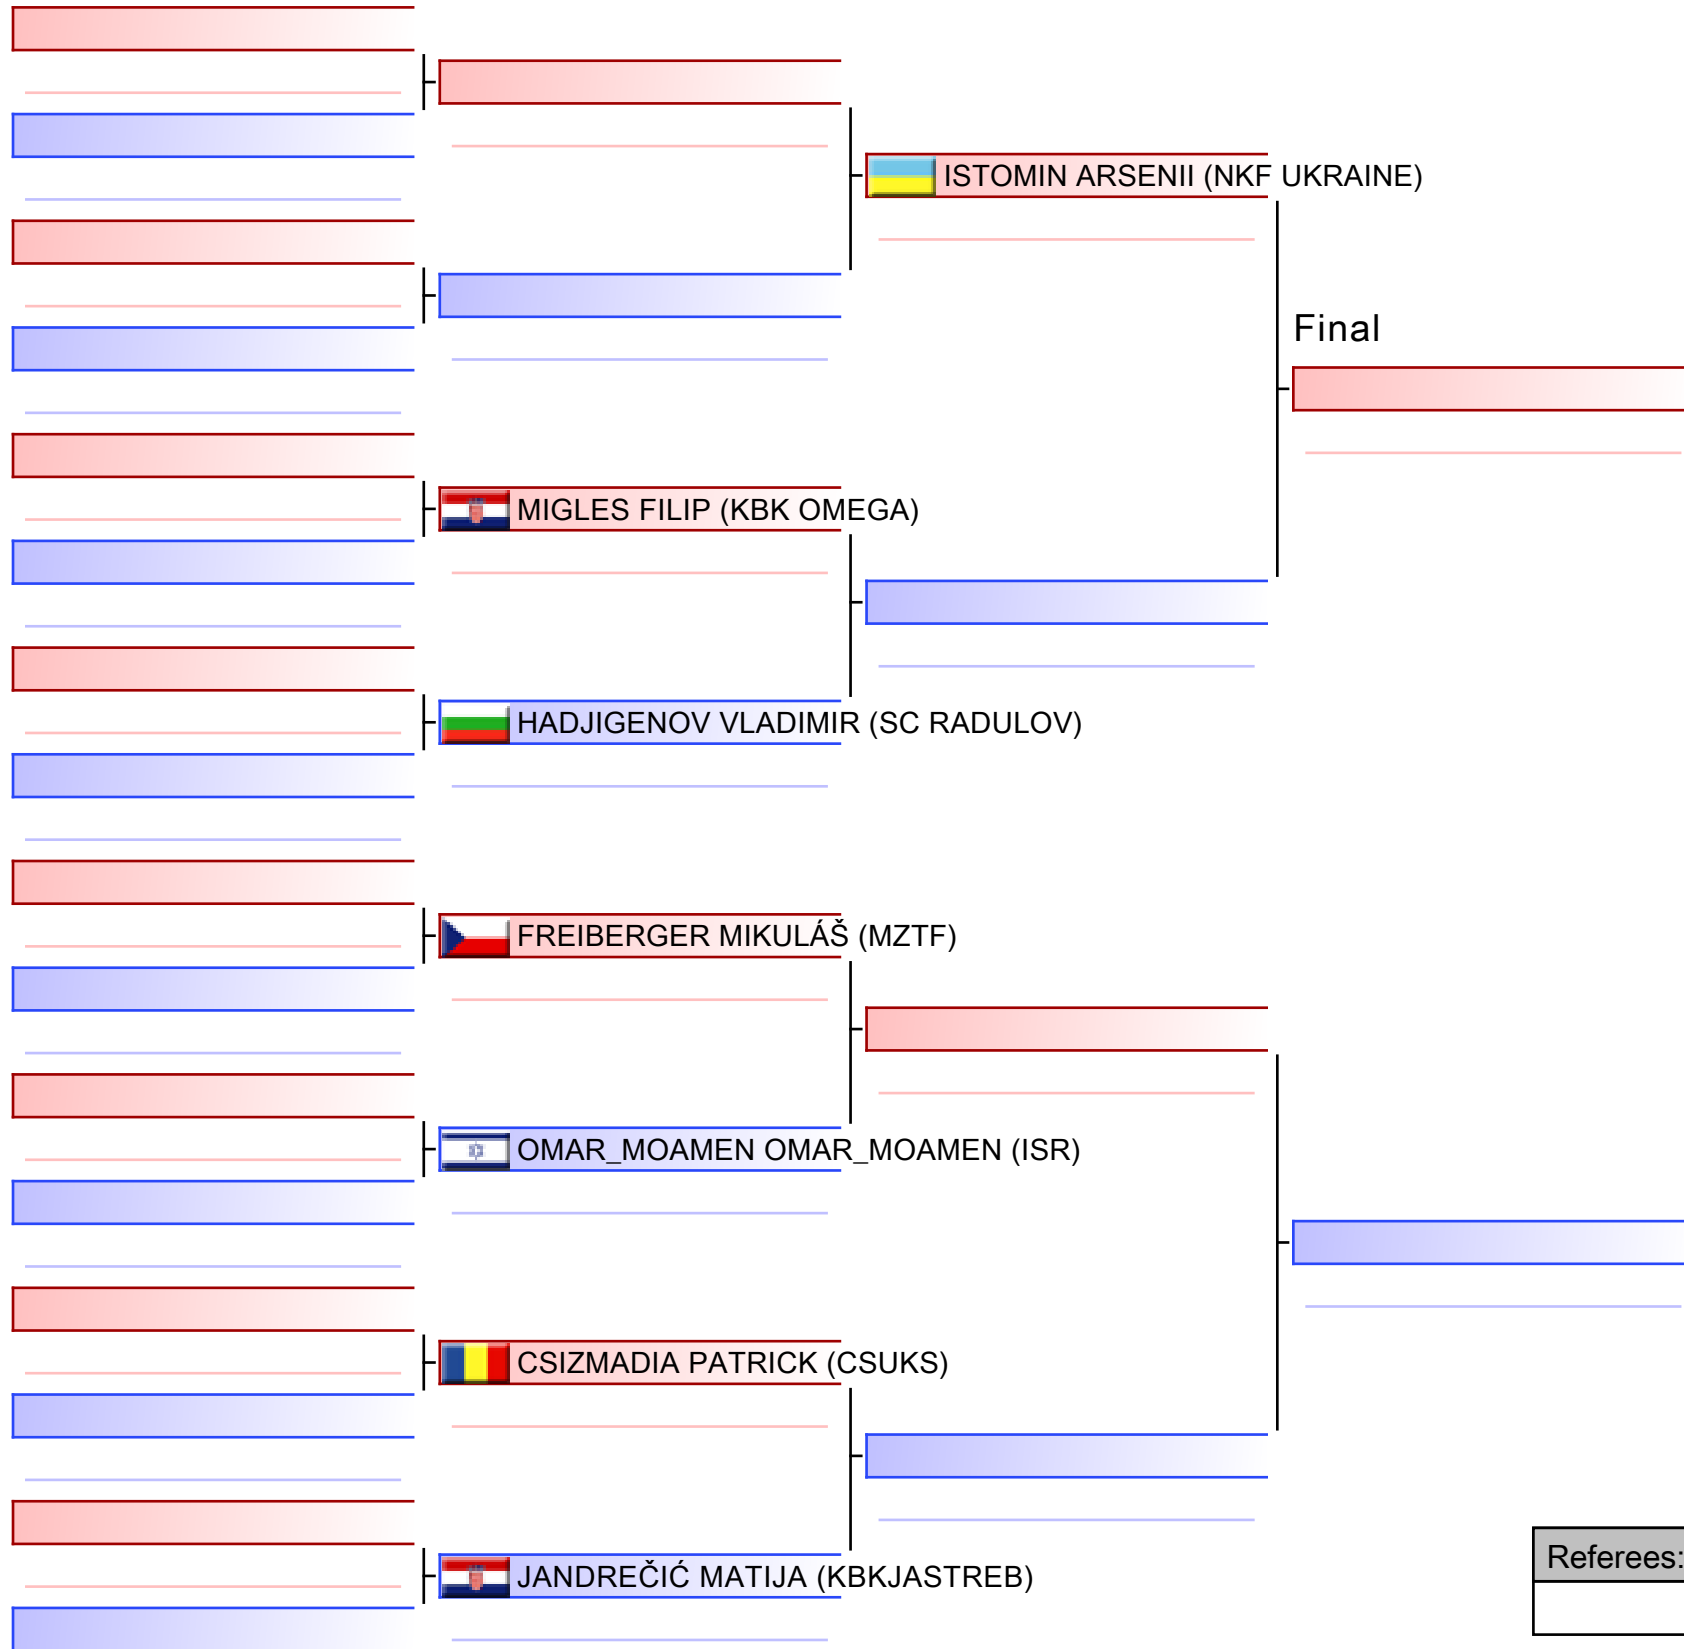 ISTOMIN ARSENII (NKF UKRAINE)
Final
MIGLES FILIP (KBK OMEGA)
HADJIGENOV VLADIMIR (SC RADULOV)
FREIBERGER MIKULÁŠ (MZTF)
OMAR_MOAMEN OMAR_MOAMEN (ISR)
CSIZMADIA PATRICK (CSUKS)
JANDREČIĆ MATIJA (KBKJASTREB)
Referees: